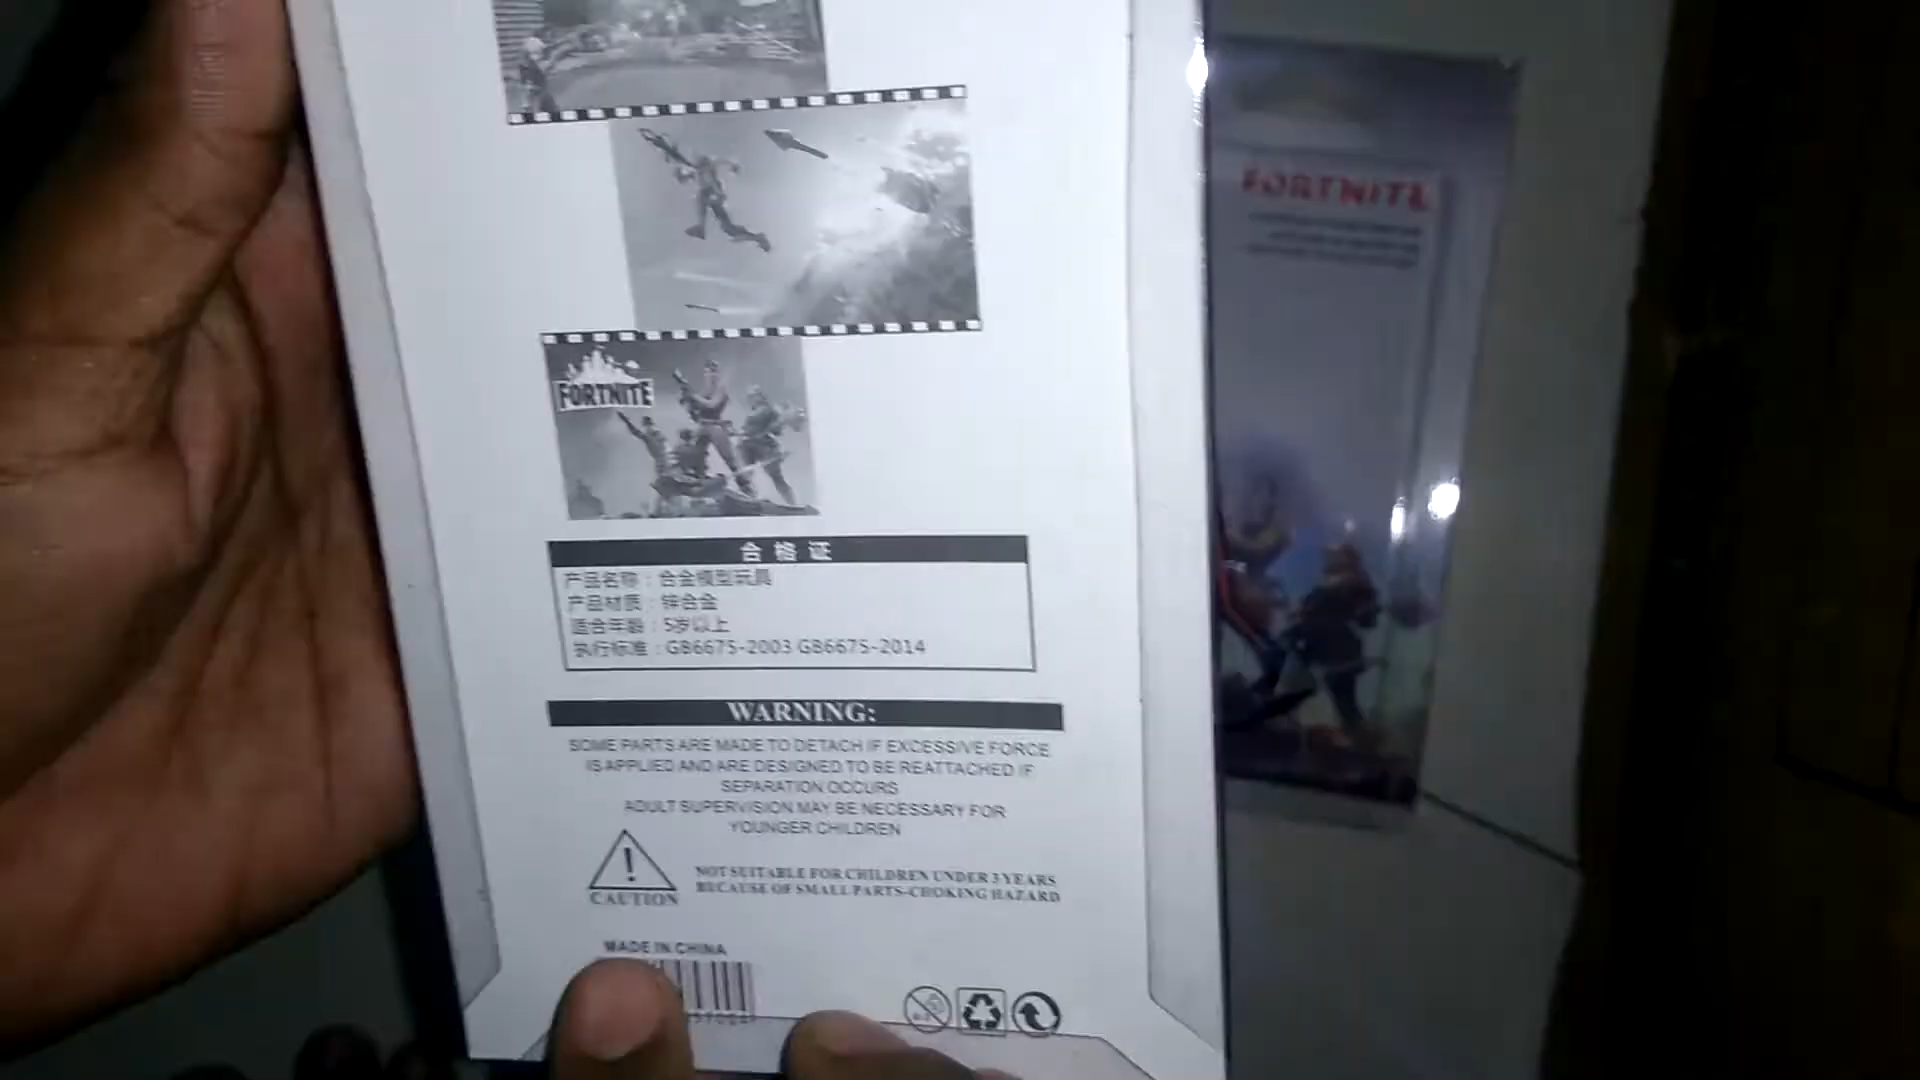 FORTNITE
合格证
产品名称：合金模型玩具
产品材质：锌合金
适合年龄：5岁以上
执行标准：GB6675-2003 GB6675-2014
WARNING:
SOME PARTS ARE MADE TO DETACH IF EXCESSIVE FORCE
IS APPLIED AND ARE DESIGNED TO BE REATTACHED IF
SEPARATION OCCURS
ADULT SUPERVISION MAY BE NECESSARY FOR
YOUNGER CHILDREN
CAUTION
NOT SUITABLE FOR CHILDREN UNDER 3 YEARS
BECAUSE OF SMALL PARTS-CHOKING HAZARD
MADE IN CHINA
FORTNITE